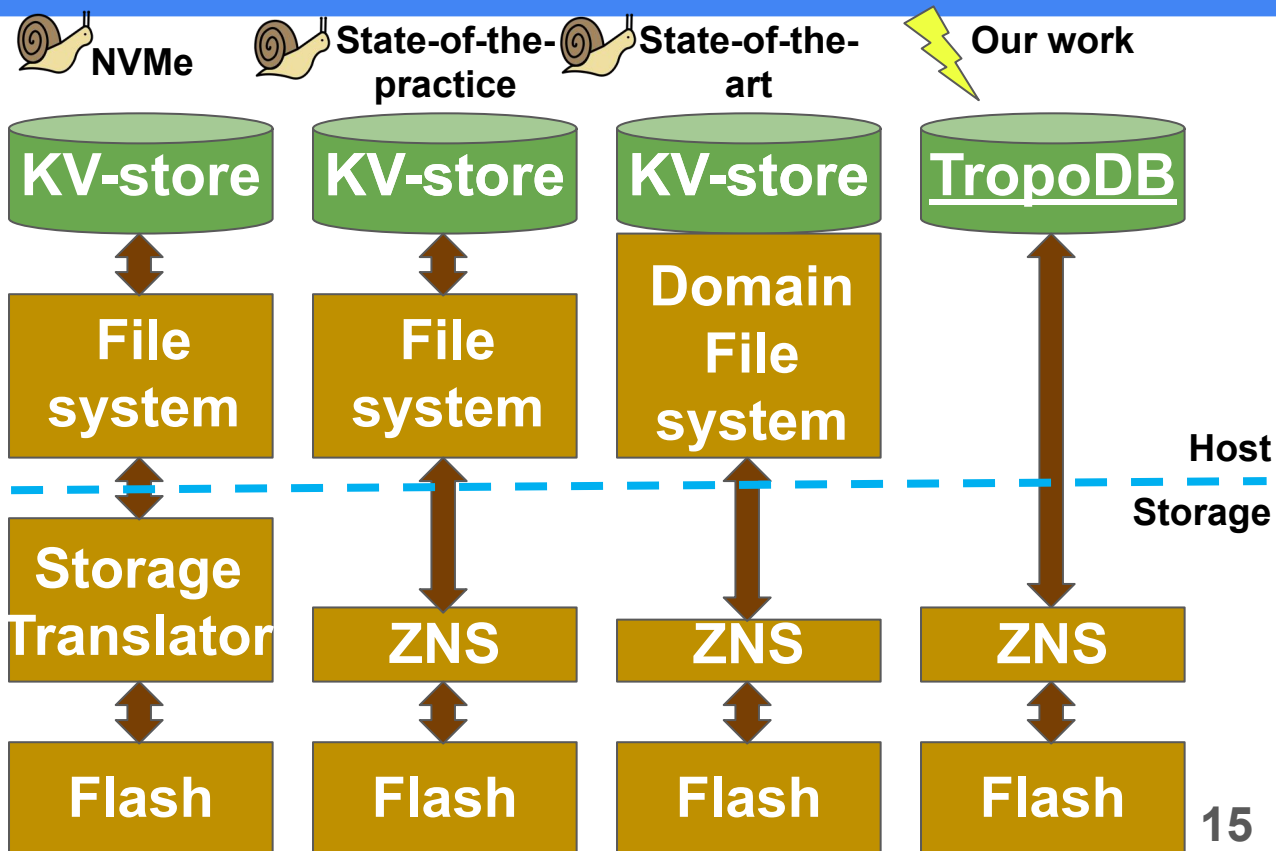 NVMe
State-of-the-
practice
State-of-the-
art
Our work
KV-store
KV-store
KV-store
TropoDB
File
system
File
system
Domain
File
system
Host
Storage
Storage
Translator
ZNS
ZNS
ZNS
Flash
Flash
Flash
Flash
15